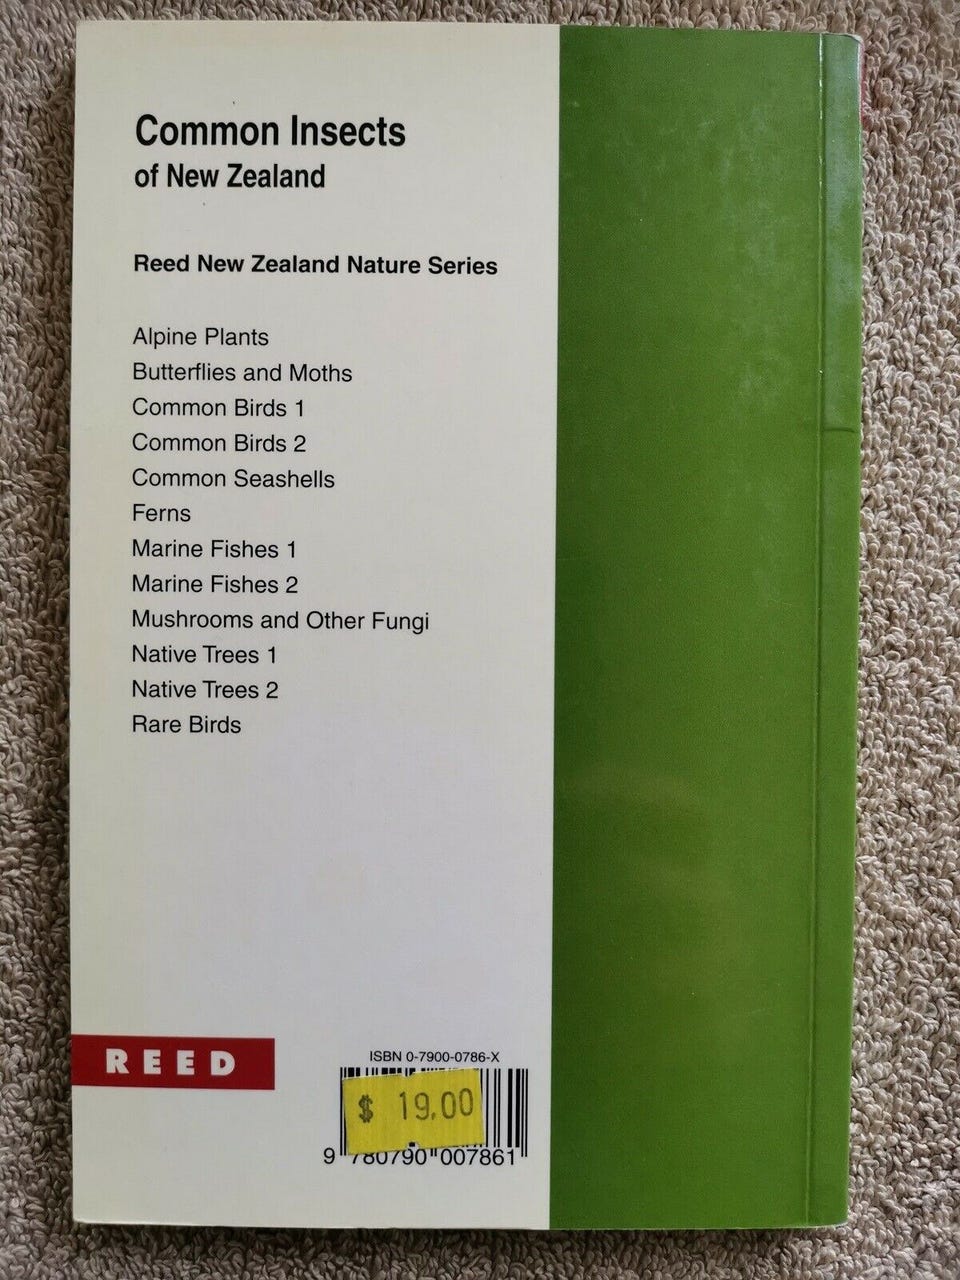 Common Insects
of New Zealand
Reed New Zealand Nature Series
Alpine Plants
Butterflies and Moths
Common Birds 1
Common Birds 2
Common Seashells
Ferns
Marine Fishes 1
Marine Fishes 2
Mushrooms and Other Fungi
Native Trees 1
Native Trees 2
Rare Birds
REED
ISBN 0-7900-0786-X
$ 19.00
9 780790 007861